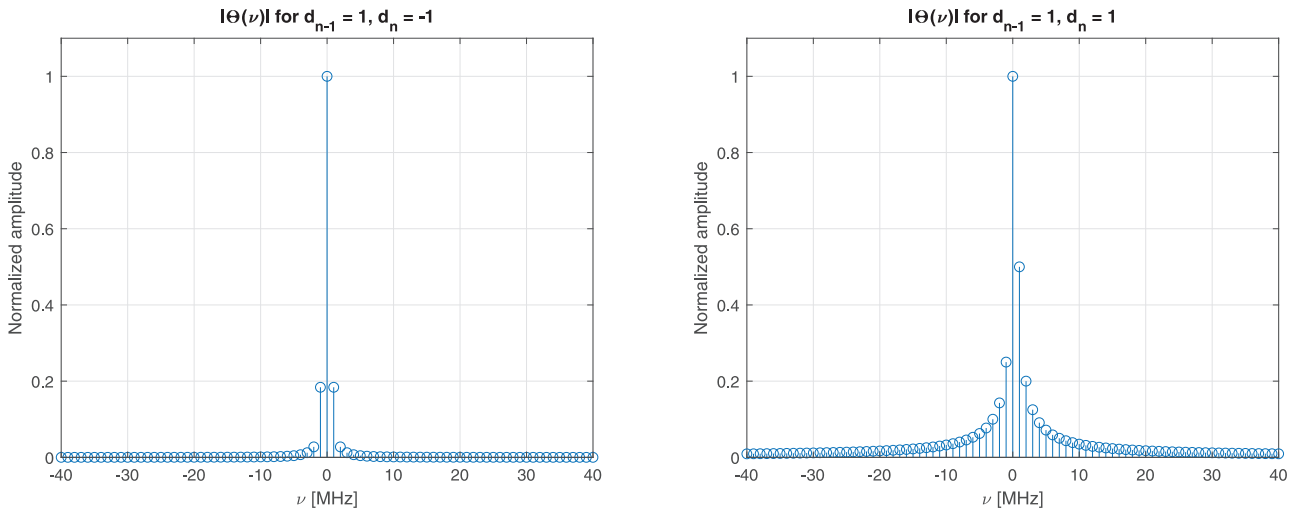 |Θ(ν)| for d_{n-1} = 1, d_n = -1
Normalized amplitude
1
0.8
0.6
0.4
0.2
0
-40 -30 -20 -10 0 10 20 30 40
ν [MHz]
|Θ(ν)| for d_{n-1} = 1, d_n = 1
Normalized amplitude
1
0.8
0.6
0.4
0.2
0
-40 -30 -20 -10 0 10 20 30 40
ν [MHz]